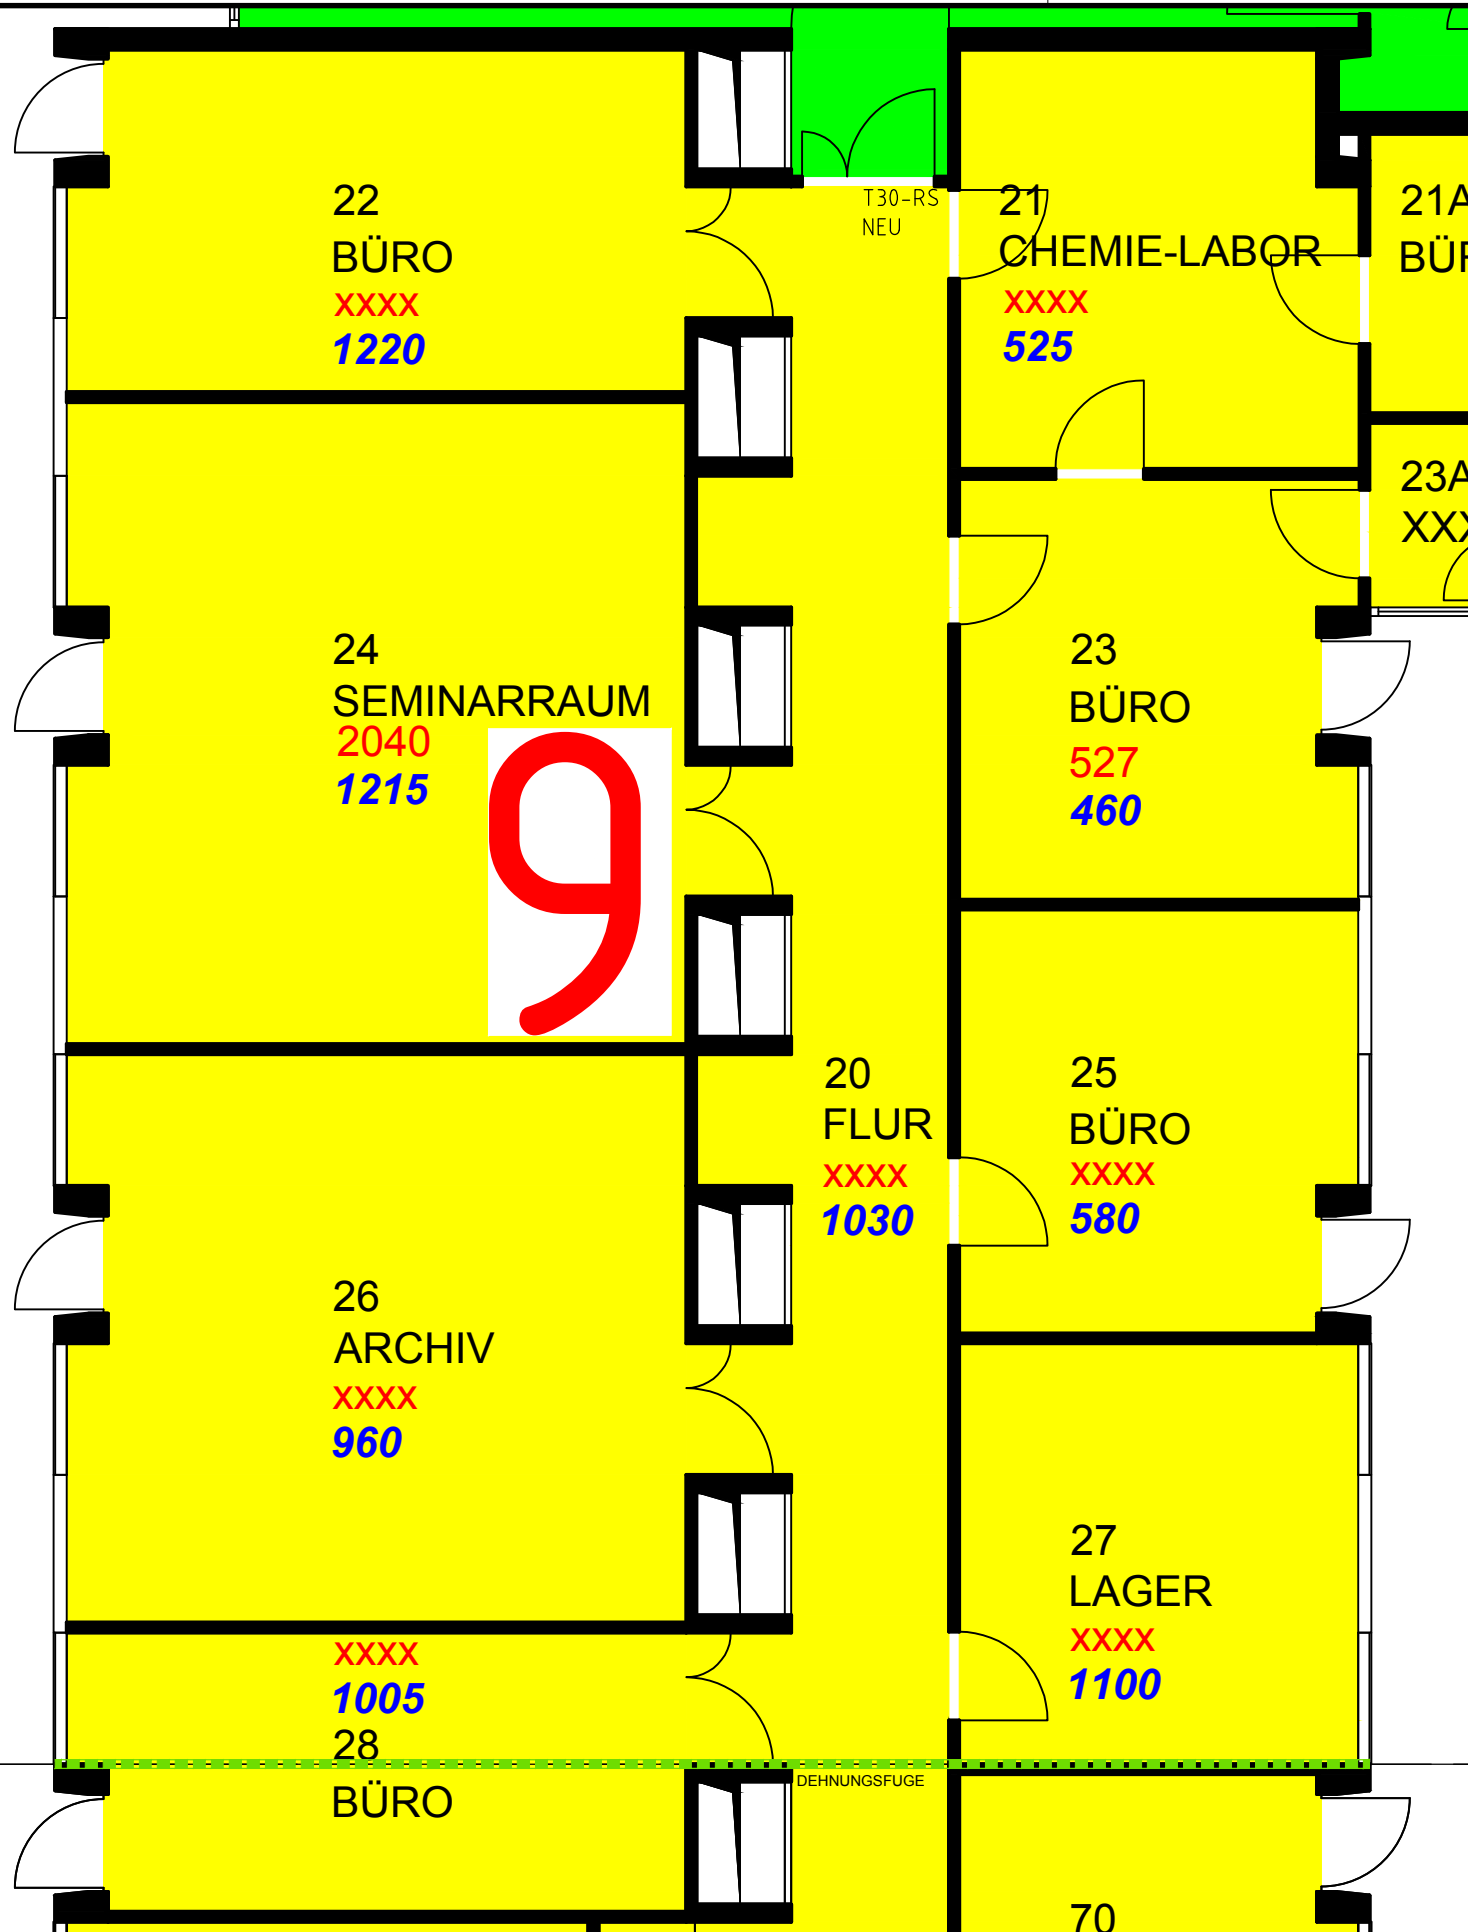 T30-RS
NEU
22
BÜRO
xxxx
1220
21
CHEMIE-LABOR
xxxx
525
21A
23A
24
SEMINARRAUM
2040
1215
9
23
BÜRO
527
460
20
FLUR
xxxx
1030
25
BÜRO
xxxx
580
26
ARCHIV
xxxx
960
27
LAGER
xxxx
1100
xxxx
1005
28
BÜRO
DEHNUNGSFUGE
70